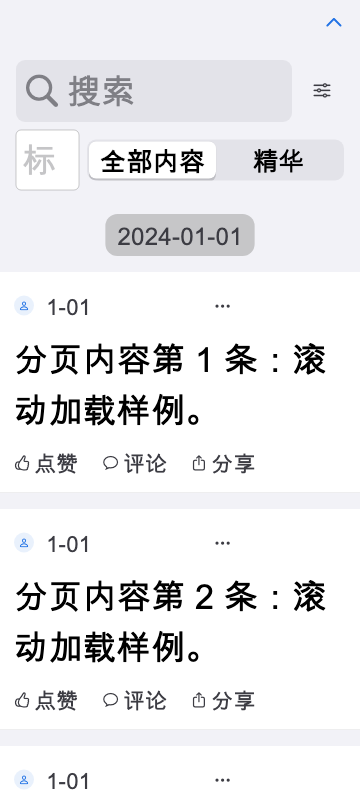 搜索
标
全部内容 精华
2024-01-01
1-01
分页内容第 1 条：滚
动加载样例。
点赞 评论 分享
1-01
分页内容第 2 条：滚
动加载样例。
点赞 评论 分享
1-01